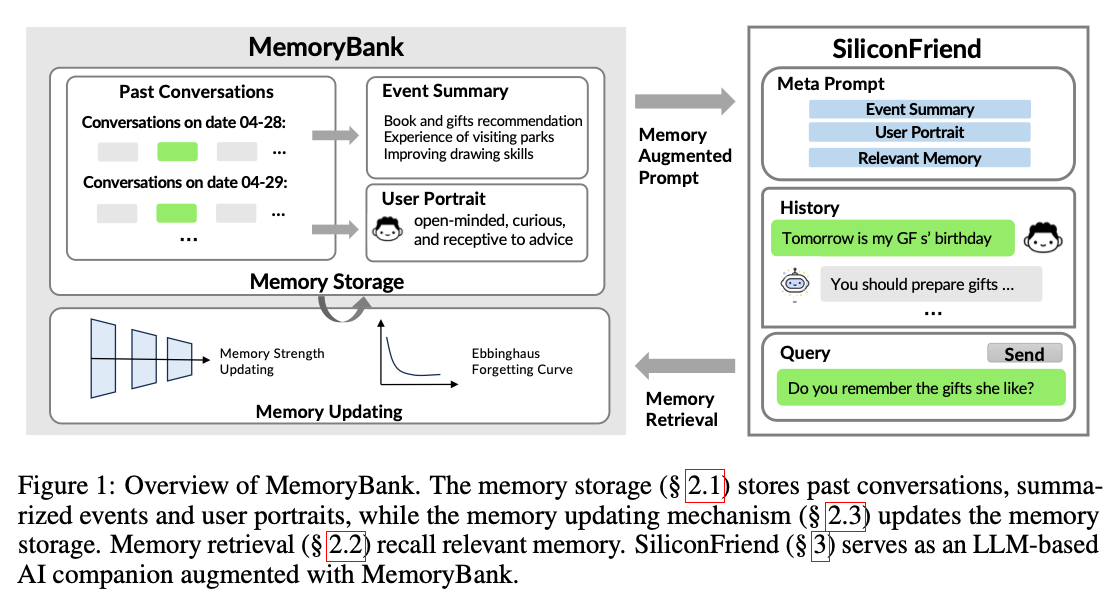 MemoryBank
Past Conversations
Conversations on date 04-28:
...
Conversations on date 04-29:
...
...
Event Summary
Book and gifts recommendation
Experience of visiting parks
Improving drawing skills
User Portrait
open-minded, curious,
and receptive to advice
Memory Storage
Memory Strength
Updating
Ebbinghaus
Forgetting Curve
Memory Updating
Memory
Augmented
Prompt
Memory
Retrieval
SiliconFriend
Meta Prompt
Event Summary
User Portrait
Relevant Memory
History
Tomorrow is my GF s’ birthday
You should prepare gifts ...
...
Query
Send
Do you remember the gifts she like?
Figure 1: Overview of MemoryBank. The memory storage (§ 2.1) stores past conversations, summa-
rized events and user portraits, while the memory updating mechanism (§ 2.3) updates the memory
storage. Memory retrieval (§ 2.2) recall relevant memory. SiliconFriend (§ 3) serves as an LLM-based
AI companion augmented with MemoryBank.